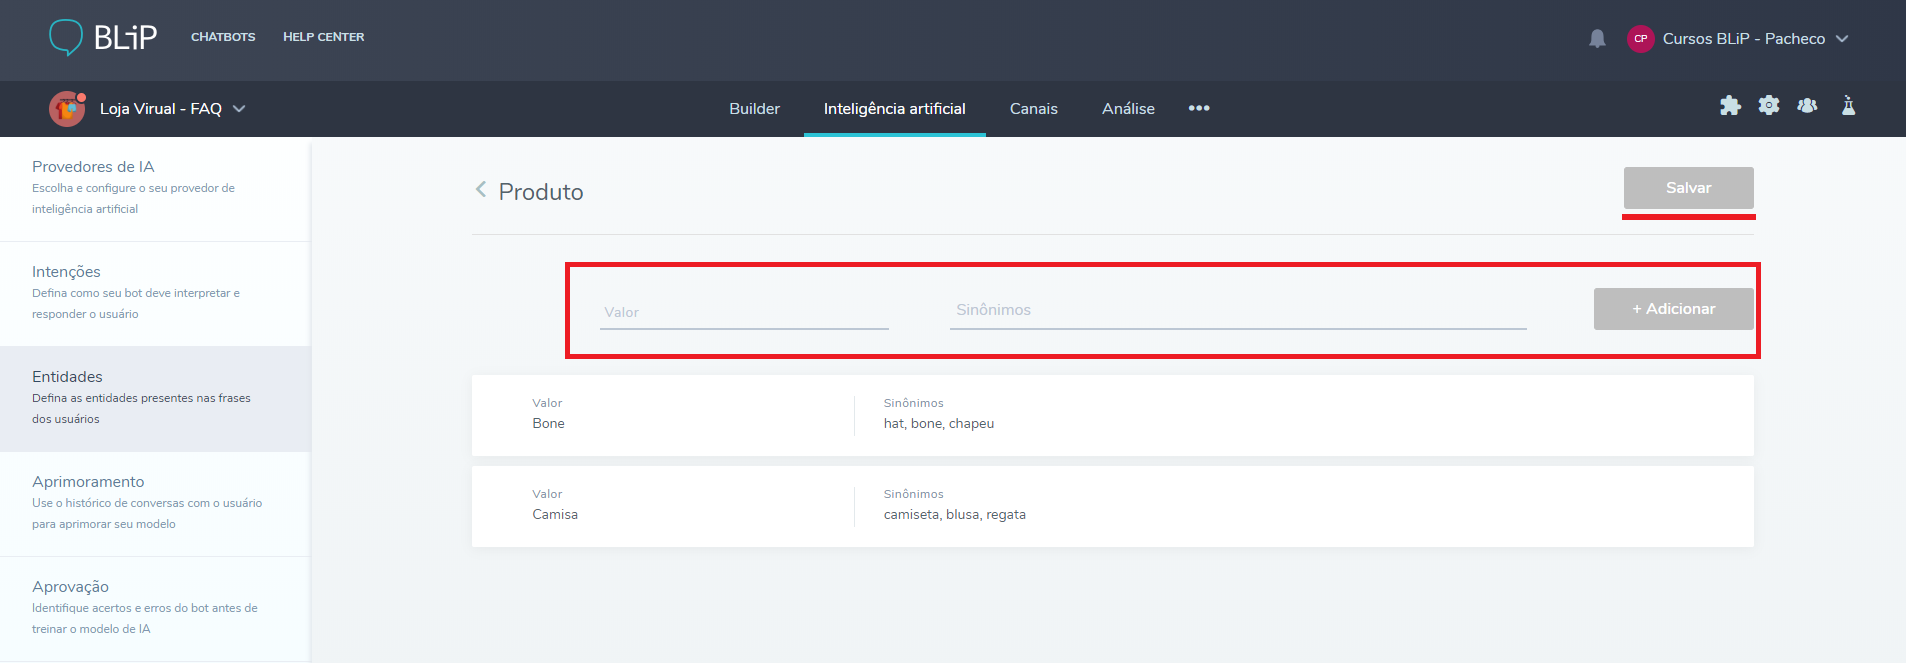 BLiP CHATBOTS HELP CENTER CP Cursos BLiP - Pacheco
Loja Virual - FAQ Builder Inteligência artificial Canais Análise •••
Provedores de IA
Escolha e configure o seu provedor de
inteligência artificial
Intenções
Defina como seu bot deve interpretar e
responder o usuário
Entidades
Defina as entidades presentes nas frases
dos usuários
Aprimoramento
Use o histórico de conversas com o usuário
para aprimorar seu modelo
Aprovação
Identifique acertos e erros do bot antes de
treinar o modelo de IA
Produto
Salvar
Valor Sinônimos + Adicionar
Valor Sinônimos
Bone hat, bone, chapeu
Valor Sinônimos
Camisa camiseta, blusa, regata